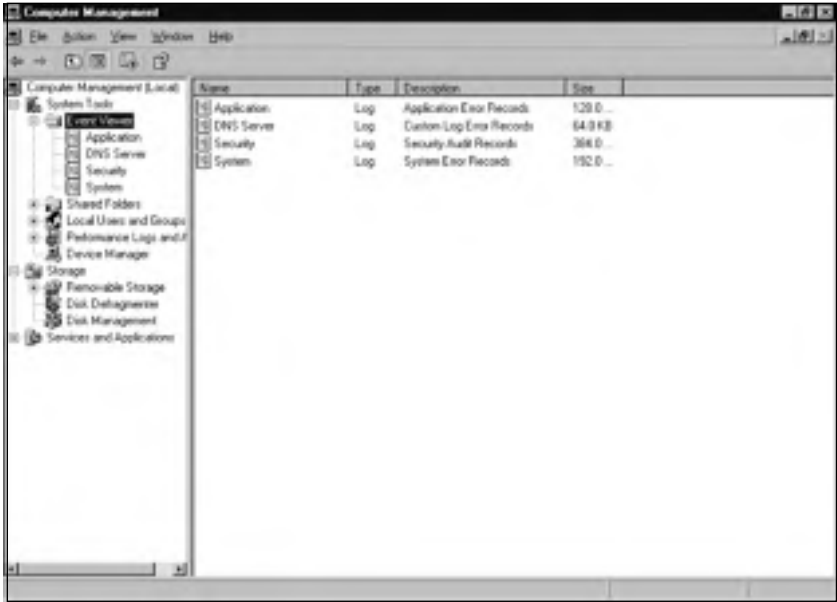 Computer Management
File Action View Window Help
Computer Management (Local)
System Tools
Event Viewer
Application
DNS Server
Security
System
Shared Folders
Local Users and Groups
Performance Logs and A
Device Manager
Storage
Removable Storage
Disk Defragmenter
Disk Management
Services and Applications
Name Type Description Size
Application Log Application Error Records 128.0 ...
DNS Server Log Custom Log Error Records 64.0 KB
Security Log Security Audit Records 384.0 ...
System Log System Error Records 192.0 ...